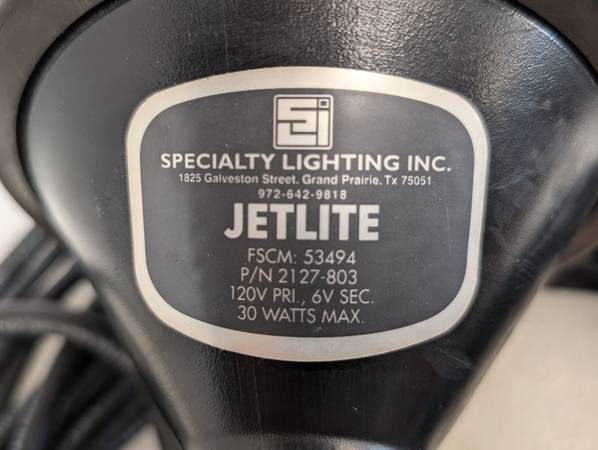 SLi
SPECIALTY LIGHTING INC.
1825 Galveston Street, Grand Prairie, Tx 75051
972-642-9818
JETLITE
FSCM: 53494
P/N 2127-803
120V PRI., 6V SEC.
30 WATTS MAX.